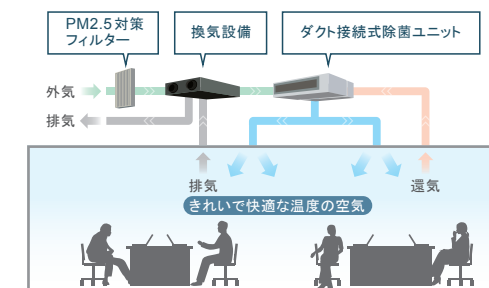 PM2.5対策
フィルター
換気設備
ダクト接続式除菌ユニット
外気
排気
排気
還気
きれいで快適な温度の空気